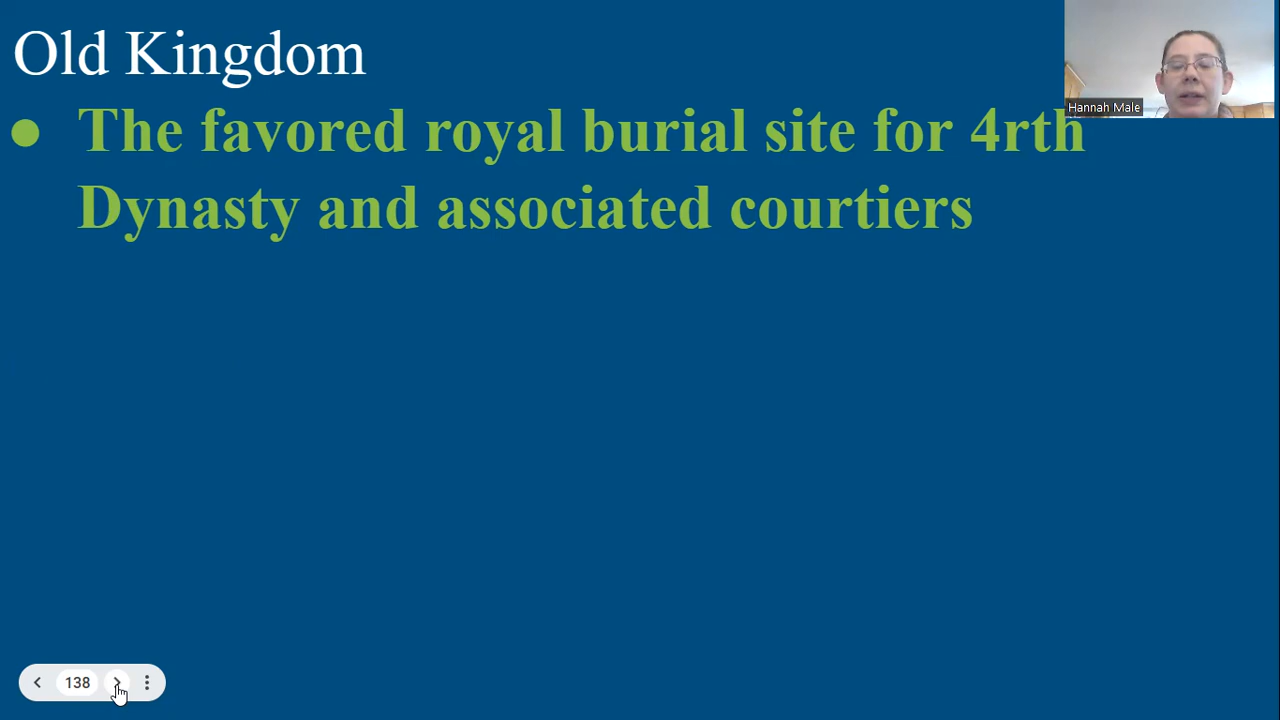 Old Kingdom
Hannah Male
● The favored royal burial site for 4rth
Dynasty and associated courtiers
138